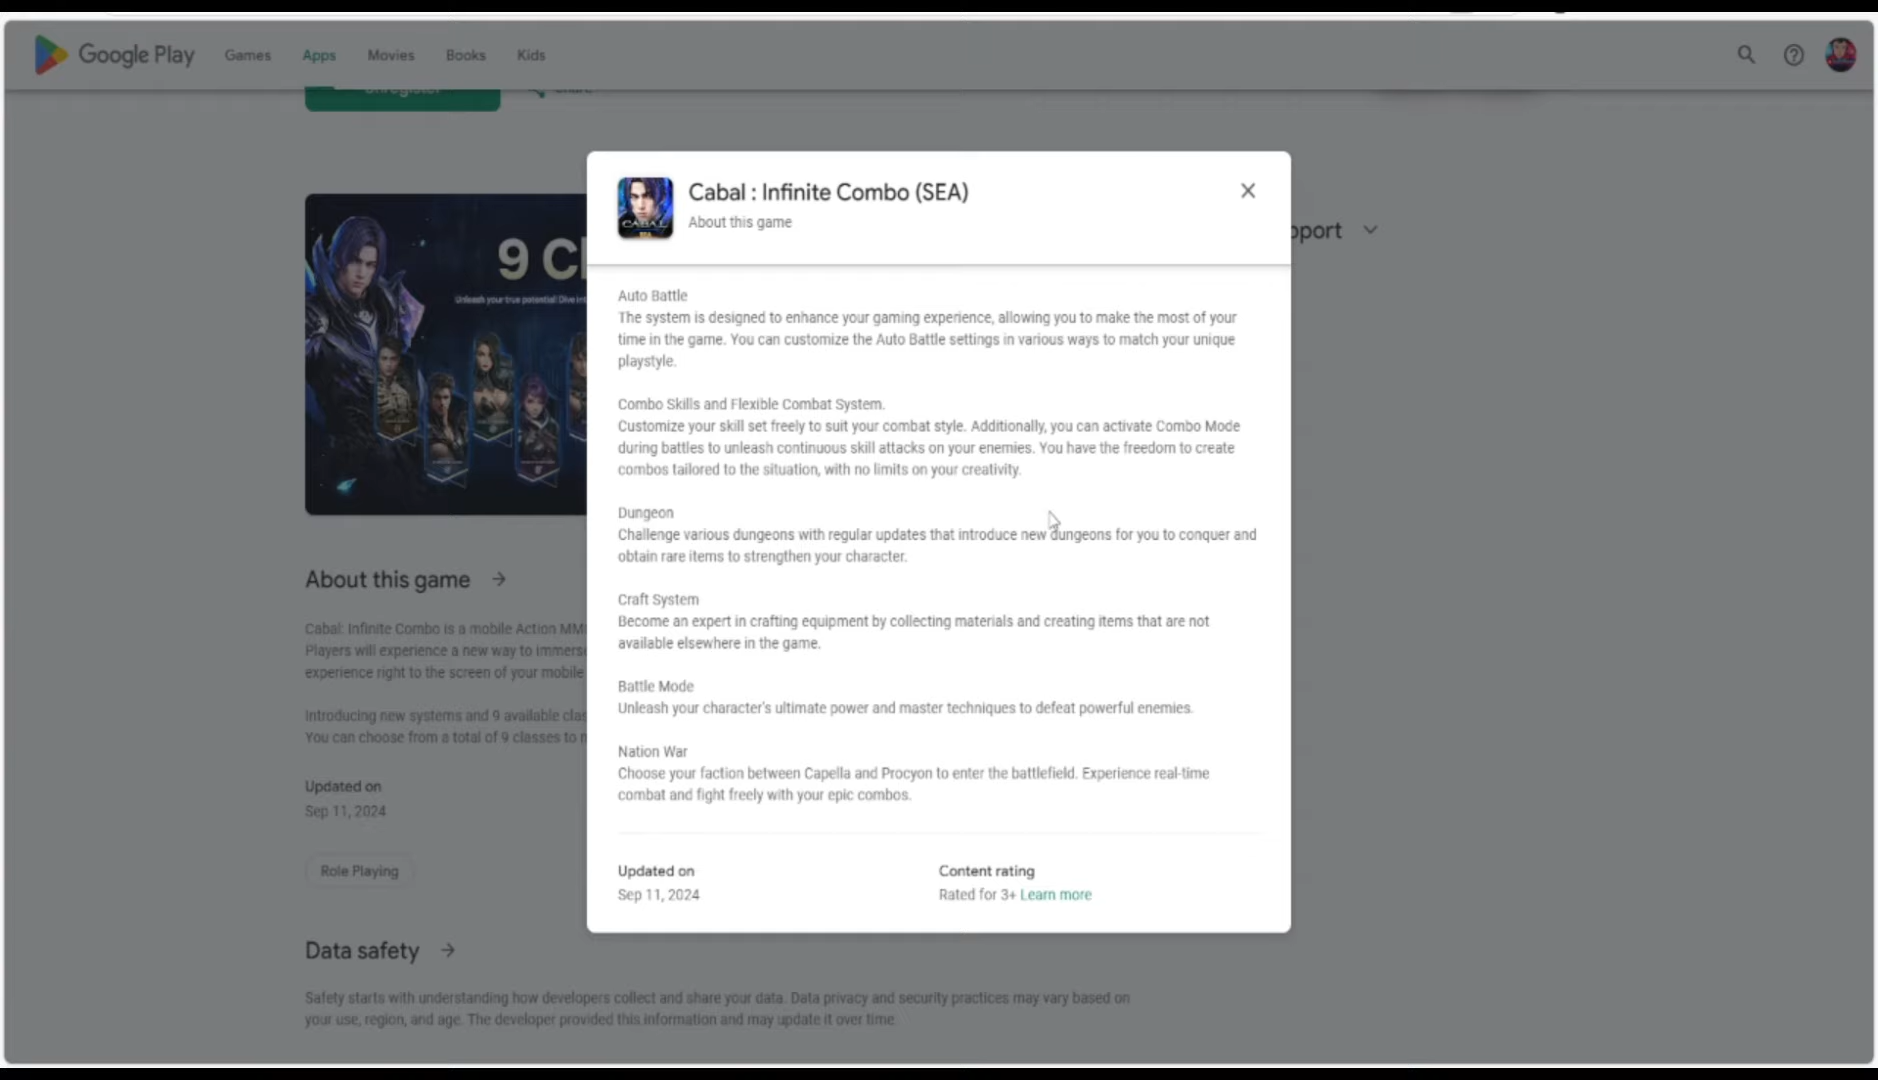 Google Play Games Apps Movies Books Kids
Unregister Share
Cabal : Infinite Combo (SEA)
About this game
Auto Battle
The system is designed to enhance your gaming experience, allowing you to make the most of your
time in the game. You can customize the Auto Battle settings in various ways to match your unique
playstyle.
Combo Skills and Flexible Combat System.
Customize your skill set freely to suit your combat style. Additionally, you can activate Combo Mode
during battles to unleash continuous skill attacks on your enemies. You have the freedom to create
combos tailored to the situation, with no limits on your creativity.
Dungeon
Challenge various dungeons with regular updates that introduce new dungeons for you to conquer and
obtain rare items to strengthen your character.
Craft System
Become an expert in crafting equipment by collecting materials and creating items that are not
available elsewhere in the game.
Battle Mode
Unleash your character's ultimate power and master techniques to defeat powerful enemies.
Nation War
Choose your faction between Capella and Procyon to enter the battlefield. Experience real-time
combat and fight freely with your epic combos.
Updated on
Sep 11, 2024
Content rating
Rated for 3+ Learn more
CABAL
SEA
pport
9 C
Unleash your true potential! Dive in
About this game
Cabal: Infinite Combo is a mobile Action MM
Players will experience a new way to immers
experience right to the screen of your mobile
Introducing new systems and 9 available cla
You can choose from a total of 9 classes to
Updated on
Sep 11, 2024
Role Playing
Data safety
Safety starts with understanding how developers collect and share your data. Data privacy and security practices may vary based on
your use, region, and age. The developer provided this information and may update it over time.